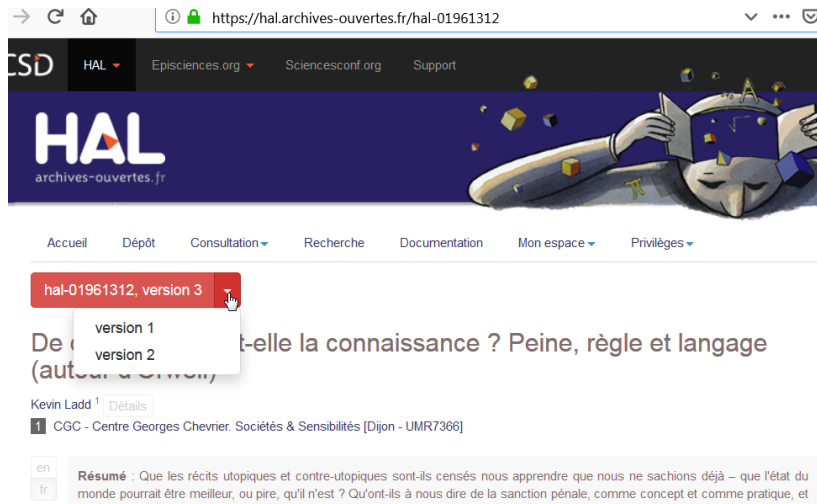 https://hal.archives-ouvertes.fr/hal-01961312
CSD HAL Episciences.org Sciencesconf.org Support
HAL
archives-ouvertes.fr
Accueil Dépôt Consultation Recherche Documentation Mon espace Privilèges
hal-01961312, version 3
version 1
version 2
De t-elle la connaissance ? Peine, règle et langage
(autour d'Orwell)
Kevin Ladd 1 Détails
1 CGC - Centre Georges Chevrier. Sociétés & Sensibilités [Dijon - UMR7366]
en
fr
Résumé : Que les récits utopiques et contre-utopiques sont-ils censés nous apprendre que nous ne sachions déjà – que l'état du
monde pourrait être meilleur, ou pire, qu'il n'est ? Qu'ont-ils à nous dire de la sanction pénale, comme concept et comme pratique, et